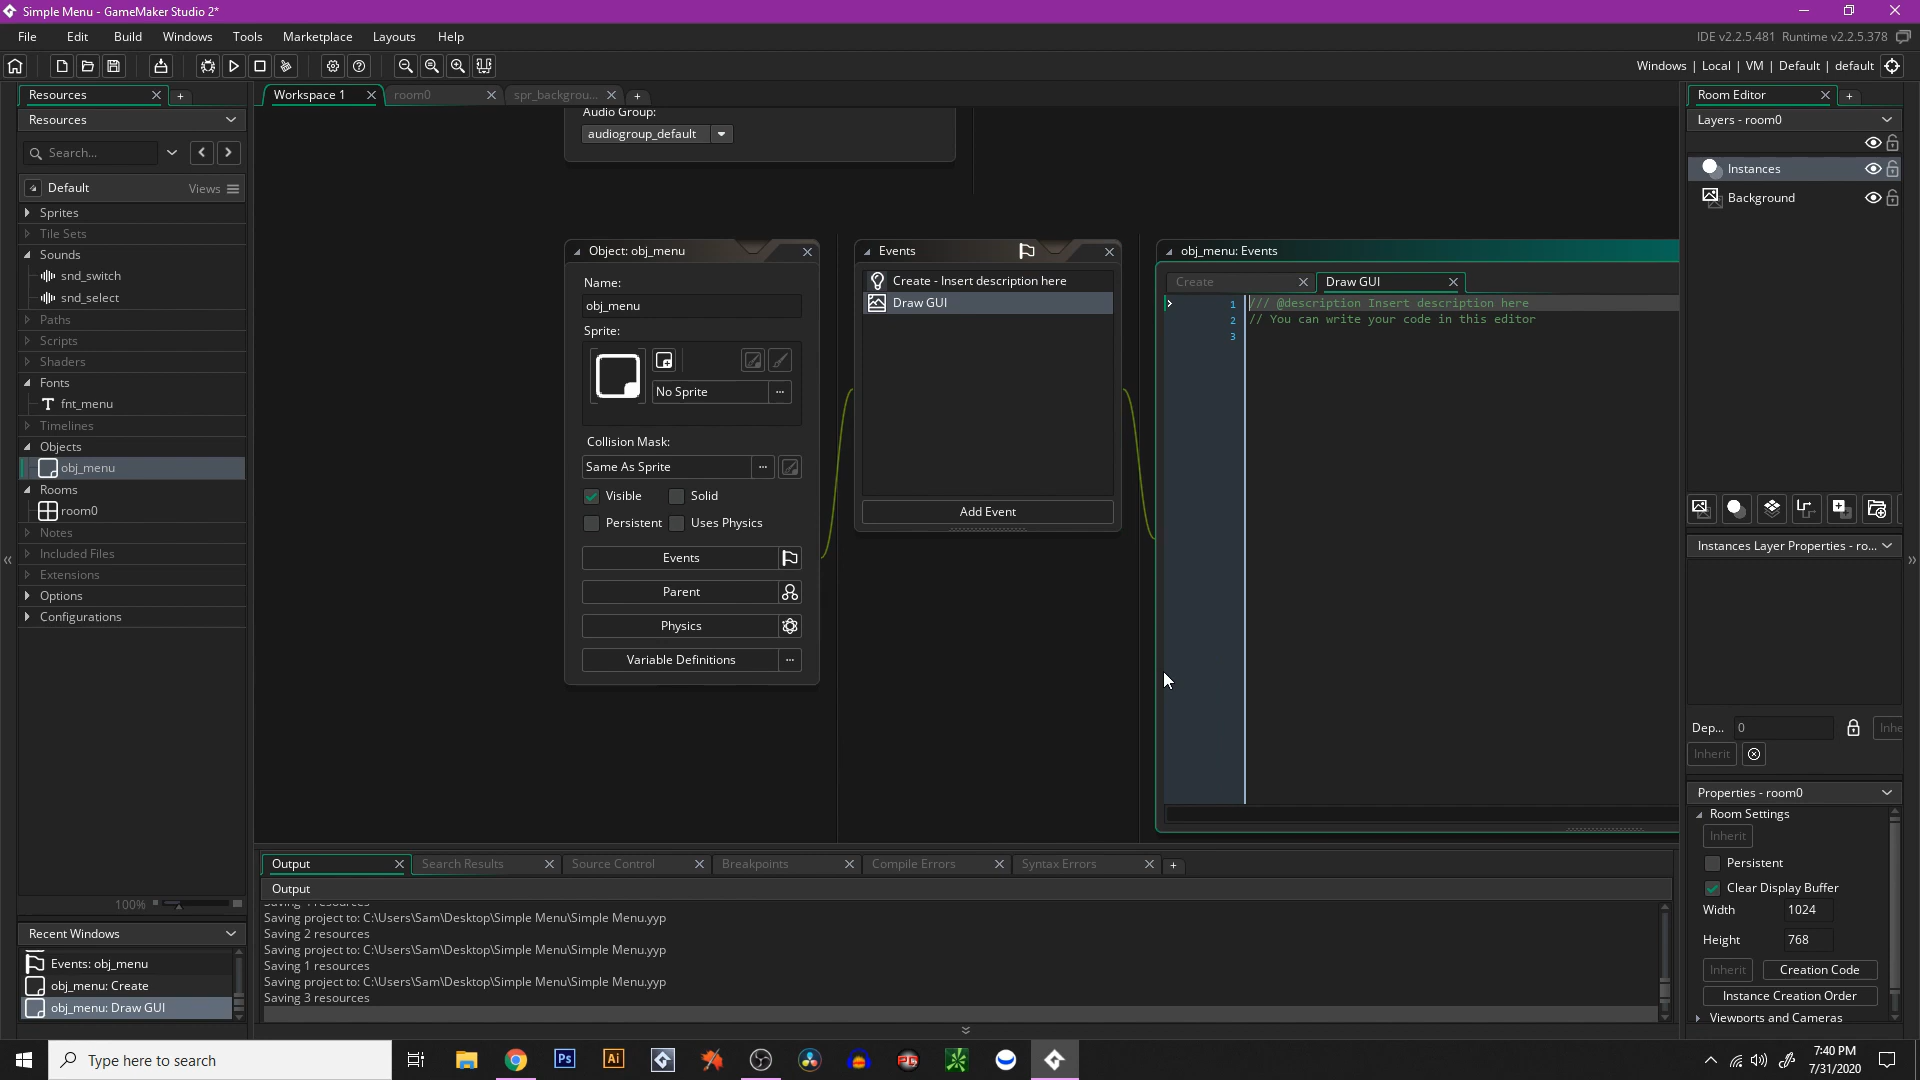 Simple Menu - GameMaker Studio 2*
File Edit Build Windows Tools Marketplace Layouts Help
IDE v2.2.5.481 Runtime v2.2.5.378
Windows | Local | VM | Default | default
Resources
Resources
Search...
Default Views
Sprites
Tile Sets
Sounds
snd_switch
snd_select
Paths
Scripts
Shaders
Fonts
fnt_menu
Timelines
Objects
obj_menu
Rooms
room0
Notes
Included Files
Extensions
Options
Configurations
100%
Recent Windows
Events: obj_menu
obj_menu: Create
obj_menu: Draw GUI
Workspace 1 room0 spr_backgrou...
Audio Group:
audiogroup_default
Object: obj_menu
Name:
obj_menu
Sprite:
No Sprite
Collision Mask:
Same As Sprite
Visible Solid
Persistent Uses Physics
Events
Parent
Physics
Variable Definitions
Events
Create - Insert description here
Draw GUI
Add Event
obj_menu: Events
Create Draw GUI
1 /// @description Insert description here
2 // You can write your code in this editor
3
Output Search Results Source Control Breakpoints Compile Errors Syntax Errors
Output
Saving 4 resources
Saving project to: C:\Users\Sam\Desktop\Simple Menu\Simple Menu.yyp
Saving 2 resources
Saving project to: C:\Users\Sam\Desktop\Simple Menu\Simple Menu.yyp
Saving 1 resources
Saving project to: C:\Users\Sam\Desktop\Simple Menu\Simple Menu.yyp
Saving 3 resources
Room Editor
Layers - room0
Instances
Background
Instances Layer Properties - ro...
Dep... 0 Inhe
Inherit
Properties - room0
Room Settings
Inherit
Persistent
Clear Display Buffer
Width 1024
Height 768
Inherit Creation Code
Instance Creation Order
Viewports and Cameras
Type here to search
Ps Ai
7:40 PM
7/31/2020